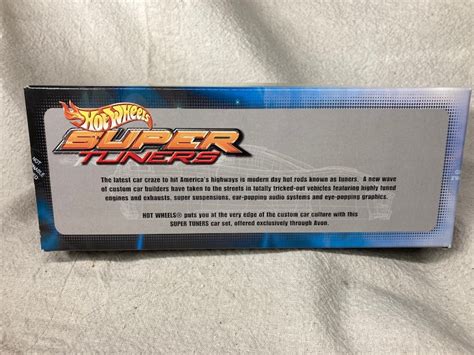 Hot Wheels
SUPER
TUNERS
The latest car craze to hit America's highways is modern day hot rods known as tuners. A new wave
of custom car builders have taken to the streets in totally tricked-out vehicles featuring highly tuned
engines and exhausts, super suspensions, ear-popping audio systems and eye-popping graphics.
HOT WHEELS® puts you at the very edge of the custom car culture with this
SUPER TUNERS car set, offered exclusively through Avon.
HOT